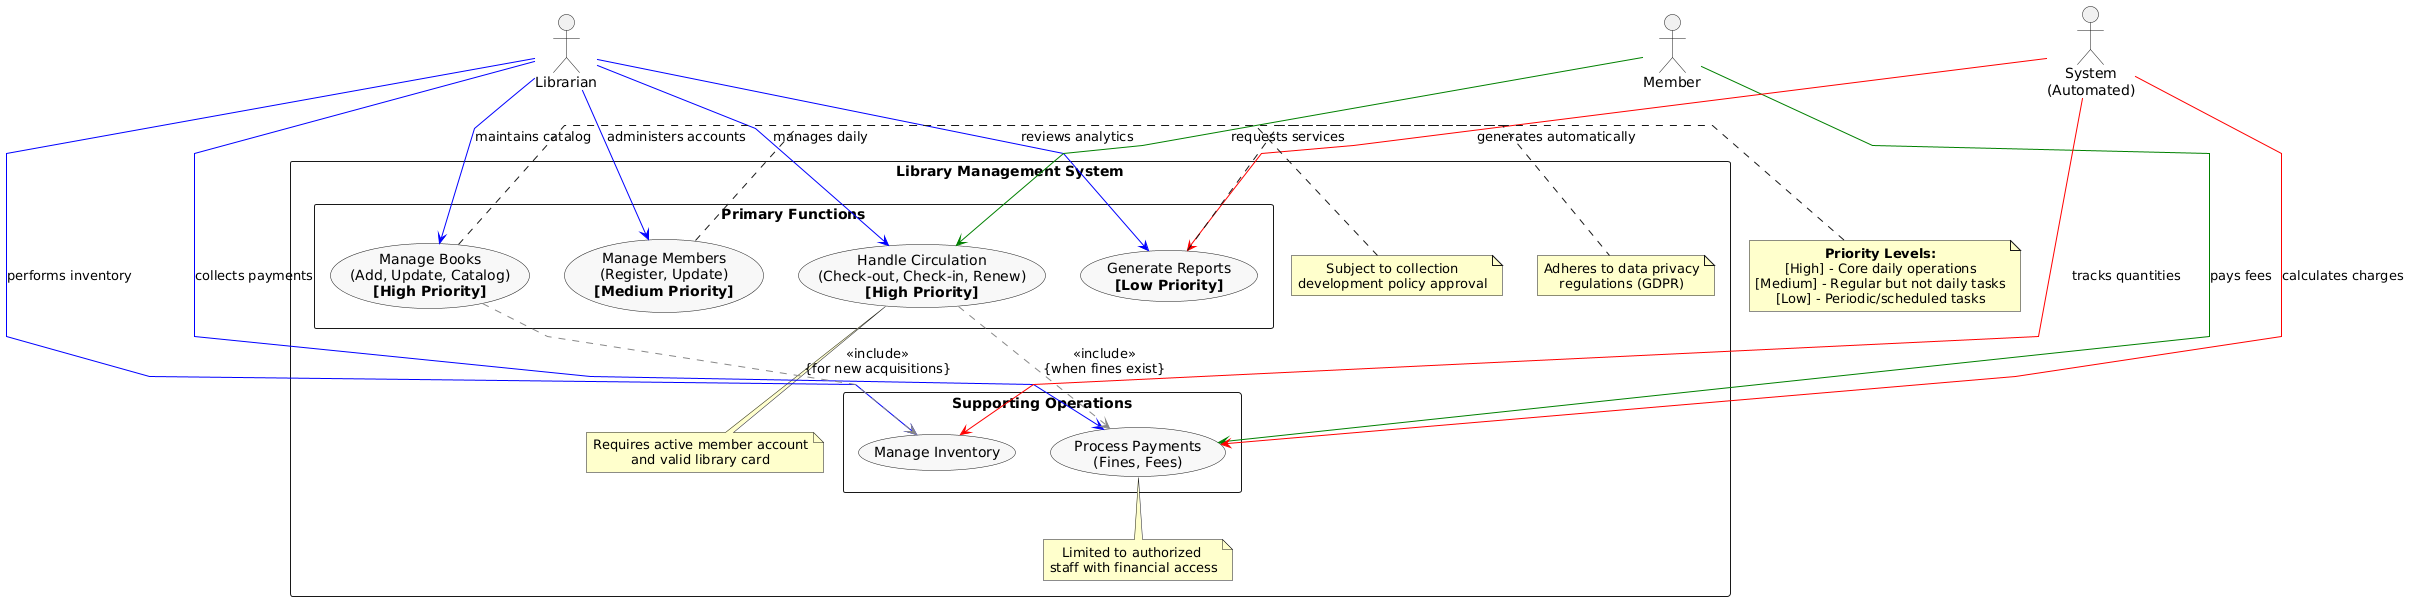 Librarian
Member
System
(Automated)
maintains catalog
administers accounts
manages daily
reviews analytics
requests services
generates automatically
Library Management System
Primary Functions
Manage Books
(Add, Update, Catalog)
[High Priority]
Manage Members
(Register, Update)
[Medium Priority]
Handle Circulation
(Check-out, Check-in, Renew)
[High Priority]
Generate Reports
[Low Priority]
Subject to collection
development policy approval
Adheres to data privacy
regulations (GDPR)
Priority Levels:
[High] - Core daily operations
[Medium] - Regular but not daily tasks
[Low] - Periodic/scheduled tasks
performs inventory
collects payments
tracks quantities
pays fees
calculates charges
«include»
{for new acquisitions}
«include»
{when fines exist}
Supporting Operations
Requires active member account
and valid library card
Manage Inventory
Process Payments
(Fines, Fees)
Limited to authorized
staff with financial access